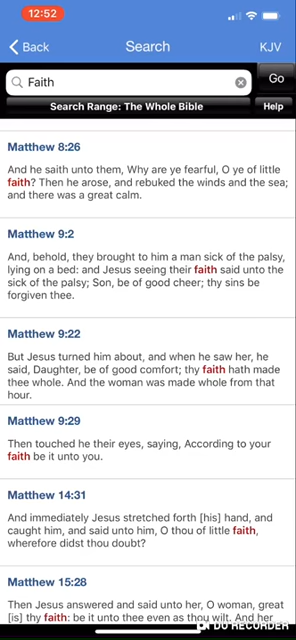 12:52
Back
Search
KJV
Faith
Go
Search Range: The Whole Bible
Help
Matthew 8:26
And he saith unto them, Why are ye fearful, O ye of little
faith? Then he arose, and rebuked the winds and the sea;
and there was a great calm.
Matthew 9:2
And, behold, they brought to him a man sick of the palsy,
lying on a bed: and Jesus seeing their faith said unto the
sick of the palsy; Son, be of good cheer; thy sins be
forgiven thee.
Matthew 9:22
But Jesus turned him about, and when he saw her, he
said, Daughter, be of good comfort; thy faith hath made
thee whole. And the woman was made whole from that
hour.
Matthew 9:29
Then touched he their eyes, saying, According to your
faith be it unto you.
Matthew 14:31
And immediately Jesus stretched forth [his] hand, and
caught him, and said unto him, O thou of little faith,
wherefore didst thou doubt?
Matthew 15:28
Then Jesus answered and said unto her, O woman, great
[is] thy faith: be it unto thee even as thou wilt. And her
DU RECORDER